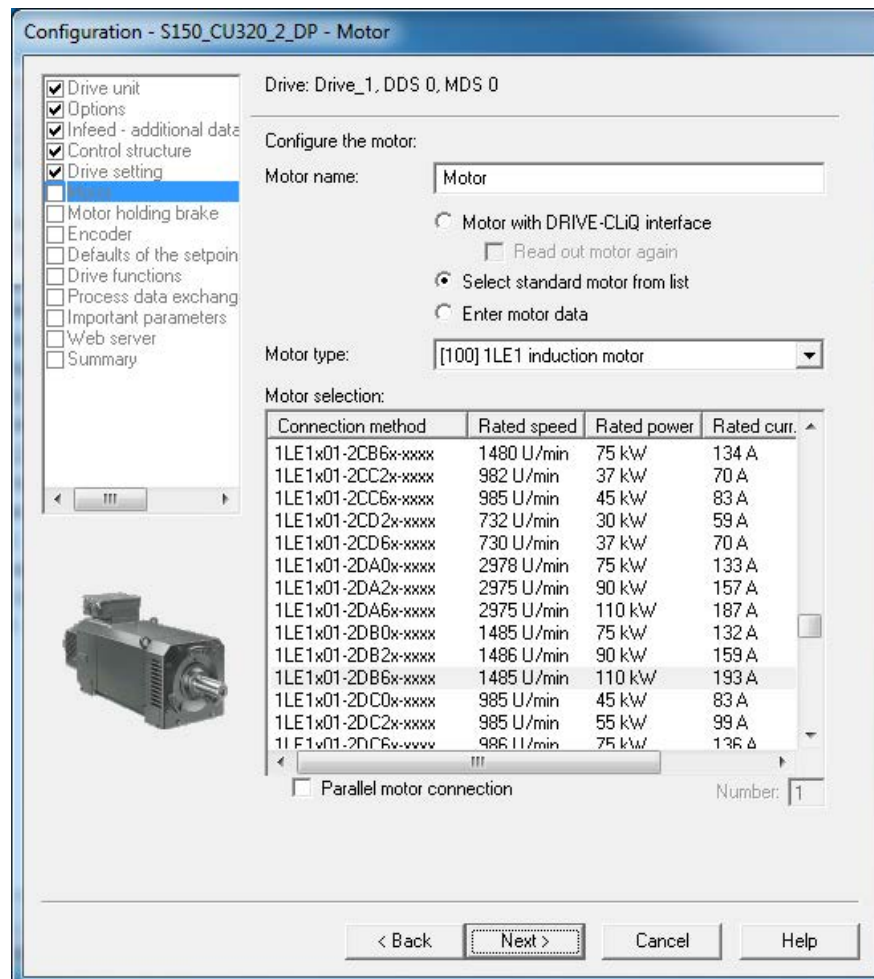 Configuration - S150_CU320_2_DP - Motor
Drive unit
Options
Infeed - additional data
Control structure
Drive setting
Motor holding brake
Encoder
Defaults of the setpoin
Drive functions
Process data exchang
Important parameters
Web server
Summary
Drive: Drive_1, DDS 0, MDS 0
Configure the motor:
Motor name: Motor
Motor with DRIVE-CLiQ interface
Read out motor again
Select standard motor from list
Enter motor data
Motor type: [100] 1LE1 induction motor
Motor selection:
Connection method Rated speed Rated power Rated curr.
1LE1x01-2CB6x-xxxx 1480 U/min 75 kW 134 A
1LE1x01-2CC2x-xxxx 982 U/min 37 kW 70 A
1LE1x01-2CC6x-xxxx 985 U/min 45 kW 83 A
1LE1x01-2CD2x-xxxx 732 U/min 30 kW 59 A
1LE1x01-2CD6x-xxxx 730 U/min 37 kW 70 A
1LE1x01-2DA0x-xxxx 2978 U/min 75 kW 133 A
1LE1x01-2DA2x-xxxx 2975 U/min 90 kW 157 A
1LE1x01-2DA6x-xxxx 2975 U/min 110 kW 187 A
1LE1x01-2DB0x-xxxx 1485 U/min 75 kW 132 A
1LE1x01-2DB2x-xxxx 1486 U/min 90 kW 159 A
1LE1x01-2DB6x-xxxx 1485 U/min 110 kW 193 A
1LE1x01-2DC0x-xxxx 985 U/min 45 kW 83 A
1LE1x01-2DC2x-xxxx 985 U/min 55 kW 99 A
1LE1x01-2DC6x-xxxx 986 U/min 75 kW 136 A
Parallel motor connection
Number: 1
< Back Next > Cancel Help